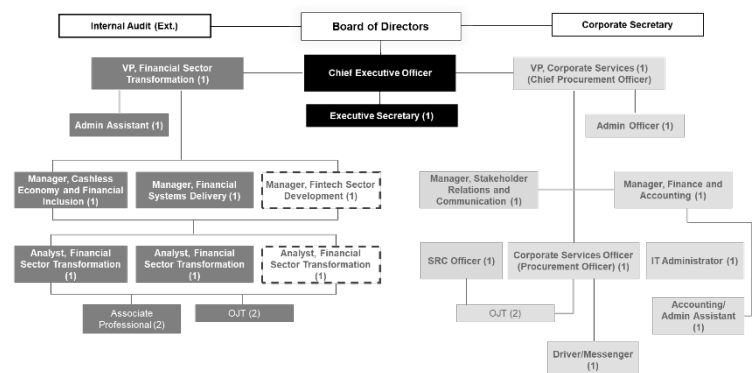 Internal Audit (Ext.)
Board of Directors
Corporate Secretary
VP, Financial Sector
Transformation (1)
Chief Executive Officer
VP, Corporate Services (1)
(Chief Procurement Officer)
Executive Secretary (1)
Admin Assistant (1)
Admin Officer (1)
Manager, Cashless
Economy and Financial
Inclusion (1)
Manager, Financial
Systems Delivery (1)
Manager, Fintech Sector
Development (1)
Manager, Stakeholder
Relations and
Communication (1)
Manager, Finance and
Accounting (1)
Analyst, Financial
Sector Transformation
(1)
Analyst, Financial
Sector Transformation
(1)
Analyst, Financial
Sector Transformation
(1)
SRC Officer (1)
Corporate Services Officer
(Procurement Officer) (1)
IT Administrator (1)
Associate
Professional (2)
OJT (2)
OJT (2)
Accounting/
Admin Assistant
(1)
Driver/Messenger
(1)